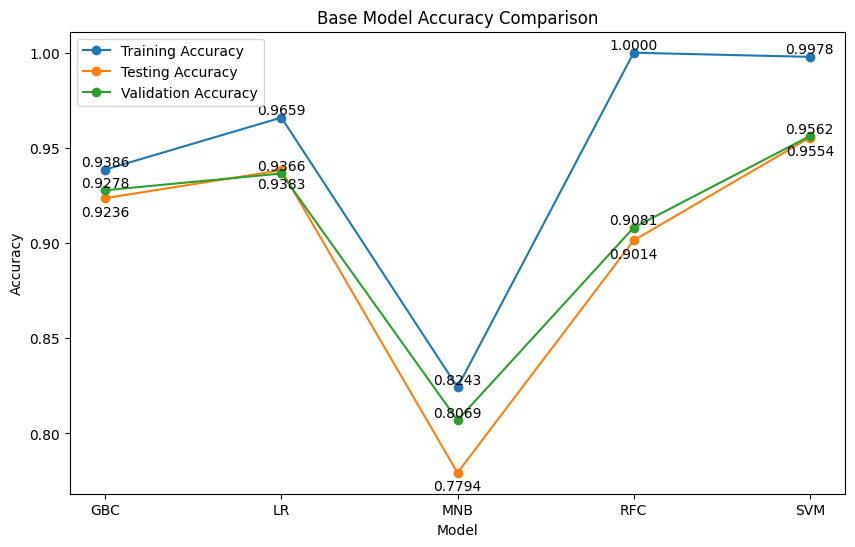 Base Model Accuracy Comparison
Training Accuracy
Testing Accuracy
Validation Accuracy
1.00
0.95
0.90
0.85
0.80
Accuracy
0.9386
0.9278
0.9236
0.9659
0.9366
0.9383
0.8243
0.8069
0.7794
1.0000
0.9081
0.9014
0.9978
0.9562
0.9554
GBC
LR
MNB
RFC
SVM
Model